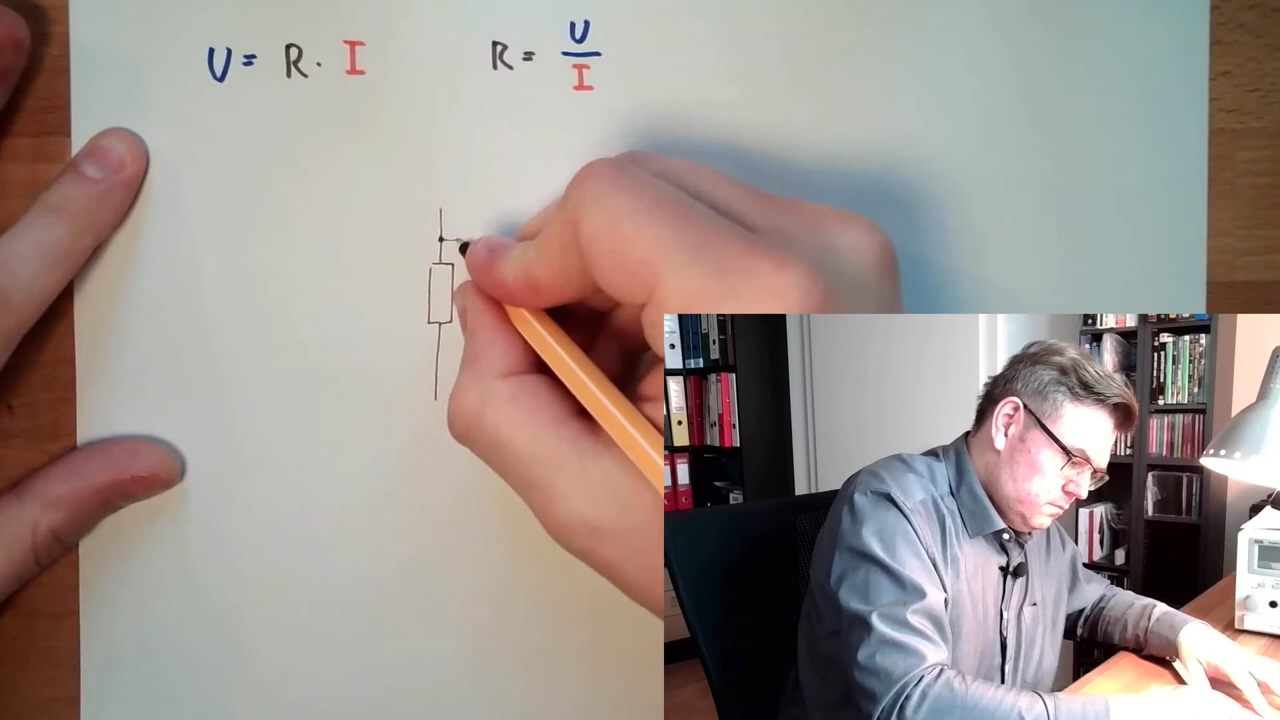 U = R · I
R = U / I